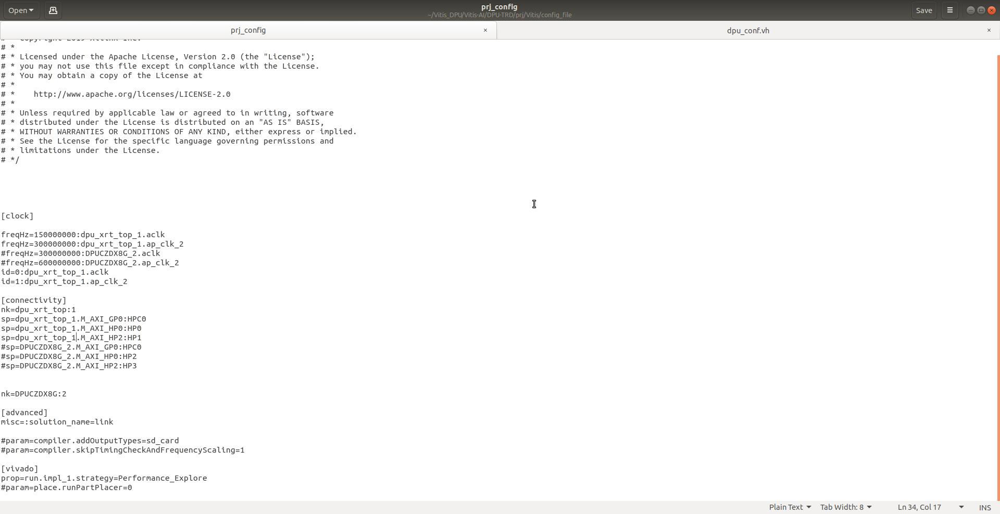 Open
prj_config
~/Vitis_DPU/Vitis-AI/DPU-TRD/prj/Vitis/config_file
Save
prj_config ×
dpu_conf.vh ×
# * Copyright 2019 Xilinx Inc.
# *
# * Licensed under the Apache License, Version 2.0 (the "License");
# * you may not use this file except in compliance with the License.
# * You may obtain a copy of the License at
# *
# *    http://www.apache.org/licenses/LICENSE-2.0
# *
# * Unless required by applicable law or agreed to in writing, software
# * distributed under the License is distributed on an "AS IS" BASIS,
# * WITHOUT WARRANTIES OR CONDITIONS OF ANY KIND, either express or implied.
# * See the License for the specific language governing permissions and
# * limitations under the License.
# */
[clock]
freqHz=150000000:dpu_xrt_top_1.aclk
freqHz=300000000:dpu_xrt_top_1.ap_clk_2
#freqHz=300000000:DPUCZDX8G_2.aclk
#freqHz=600000000:DPUCZDX8G_2.ap_clk_2
id=0:dpu_xrt_top_1.aclk
id=1:dpu_xrt_top_1.ap_clk_2
[connectivity]
nk=dpu_xrt_top:1
sp=dpu_xrt_top_1.M_AXI_GP0:HPC0
sp=dpu_xrt_top_1.M_AXI_HP0:HP0
sp=dpu_xrt_top_1.M_AXI_HP2:HP1
#sp=DPUCZDX8G_2.M_AXI_GP0:HPC0
#sp=DPUCZDX8G_2.M_AXI_HP0:HP2
#sp=DPUCZDX8G_2.M_AXI_HP2:HP3
nk=DPUCZDX8G:2
[advanced]
misc=:solution_name=link
#param=compiler.addOutputTypes=sd_card
#param=compiler.skipTimingCheckAndFrequencyScaling=1
[vivado]
prop=run.impl_1.strategy=Performance_Explore
#param=place.runPartPlacer=0
Plain Text
Tab Width: 8
Ln 34, Col 17
INS